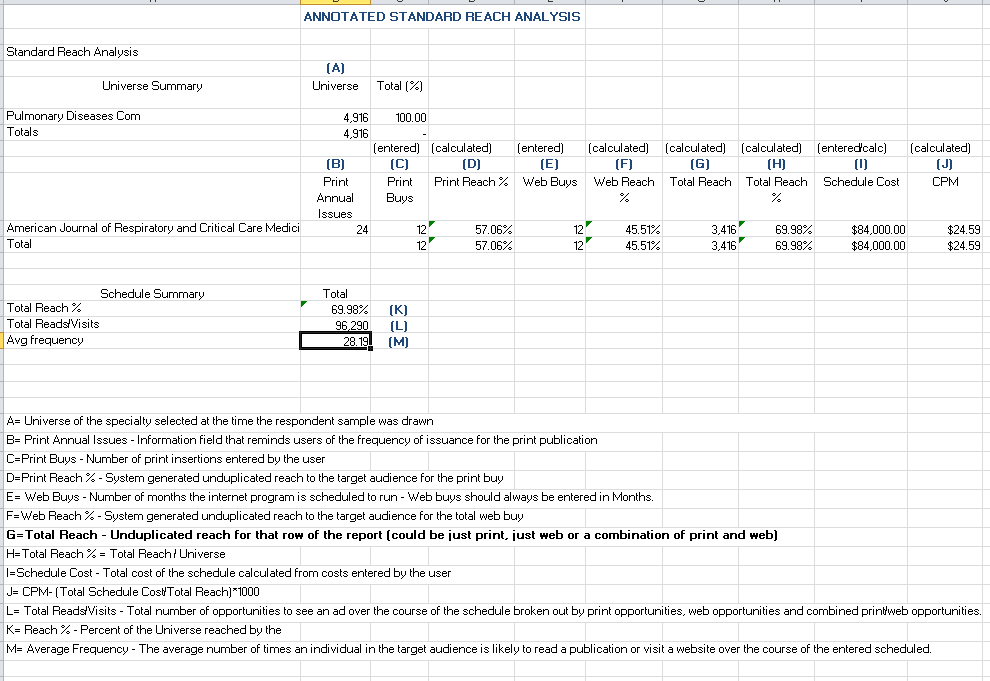 ANNOTATED STANDARD REACH ANALYSIS
Standard Reach Analysis
(A)
Universe Summary Universe Total (%)
Pulmonary Diseases Com 4,916 100.00
Totals 4,916 -
(entered) (calculated) (entered) (calculated) (calculated) (calculated) (entered/calc) (calculated)
(B) (C) (D) (E) (F) (G) (H) (I) (J)
Print Print Print Reach % Web Buys Web Reach Total Reach Total Reach Schedule Cost CPM
Annual Buys % %
Issues
American Journal of Respiratory and Critical Care Medici 24 12 57.06% 12 45.51% 3,416 69.98% $84,000.00 $24.59
Total 12 57.06% 12 45.51% 3,416 69.98% $84,000.00 $24.59
Schedule Summary Total
Total Reach % 69.98% (K)
Total Reads/Visits 96,290 (L)
Avg frequency 28.19 (M)
A= Universe of the specialty selected at the time the respondent sample was drawn
B= Print Annual Issues - Information field that reminds users of the frequency of issuance for the print publication
C=Print Buys - Number of print insertions entered by the user
D=Print Reach % - System generated unduplicated reach to the target audience for the print buy
E= Web Buys - Number of months the internet program is scheduled to run - Web buys should always be entered in Months.
F=Web Reach % - System generated unduplicated reach to the target audience for the total web buy
G=Total Reach - Unduplicated reach for that row of the report (could be just print, just web or a combination of print and web)
H=Total Reach % = Total Reach / Universe
I=Schedule Cost - Total cost of the schedule calculated from costs entered by the user
J= CPM- (Total Schedule Cost/Total Reach)*1000
L= Total Reads/Visits - Total number of opportunities to see an ad over the course of the schedule broken out by print opportunities, web opportunities and combined print/web opportunities.
K= Reach % - Percent of the Universe reached by the
M= Average Frequency - The average number of times an individual in the target audience is likely to read a publication or visit a website over the course of the entered scheduled.